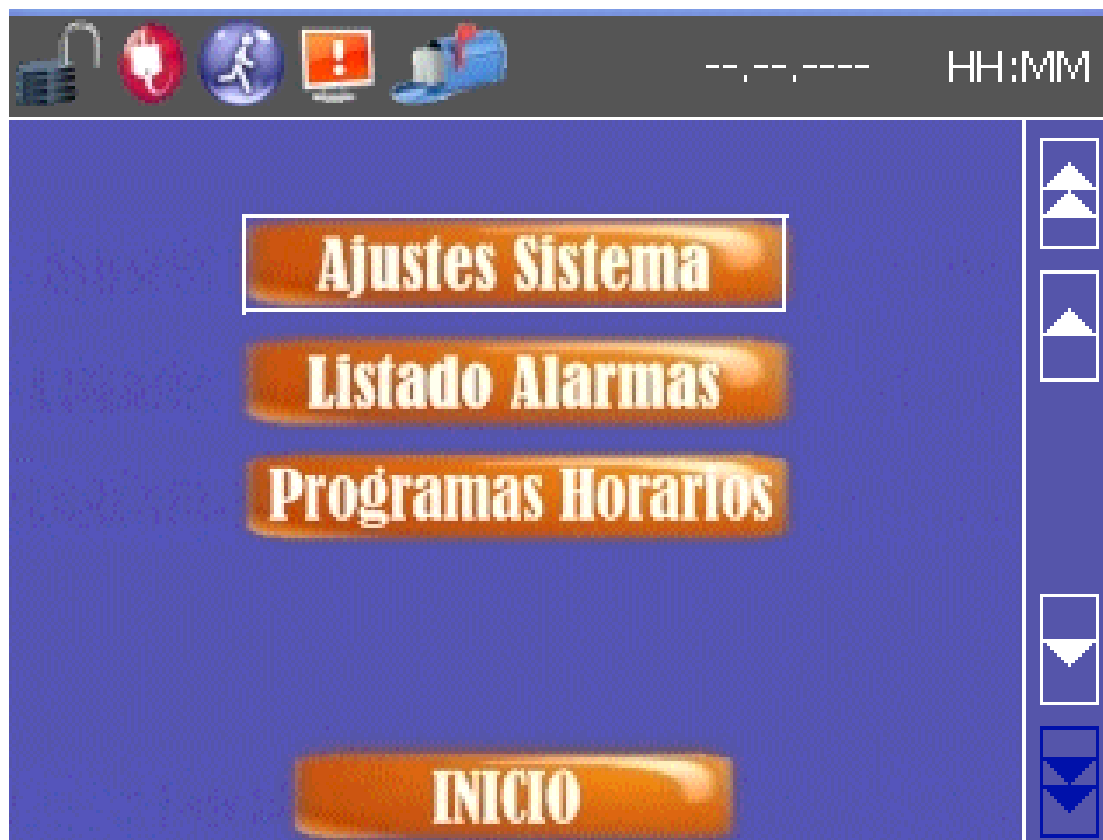 --.--.---- HH:MM
Ajustes Sistema
Listado Alarmas
Programas Horarios
INICIO